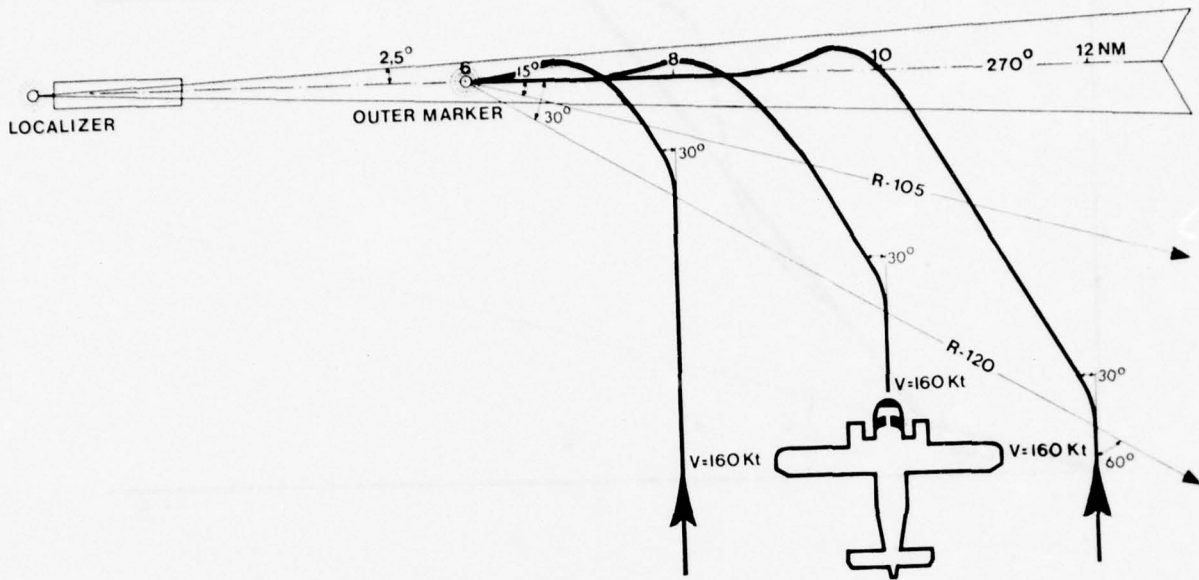 2,5°
6
15°
30°
8
10
270°
12 NM
LOCALIZER
OUTER MARKER
30°
R-105
30°
R-120
30°
V=160 Kt
V=160 Kt
V=160 Kt
60°